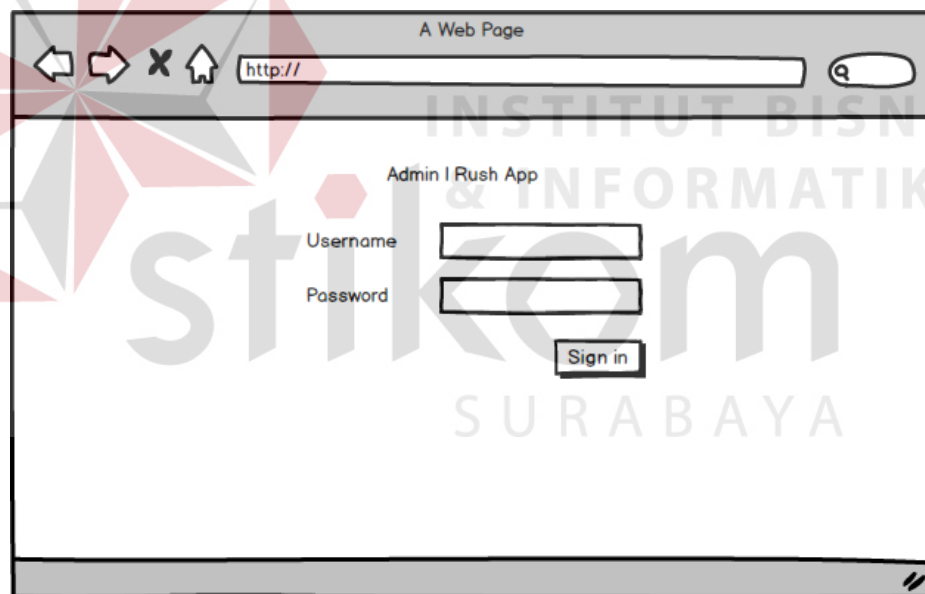 A Web Page
http://
INSTITUT BISN
Admin | Rush App
& INFORMATIK
Username
stikom
Password
Sign in
SURABAYA